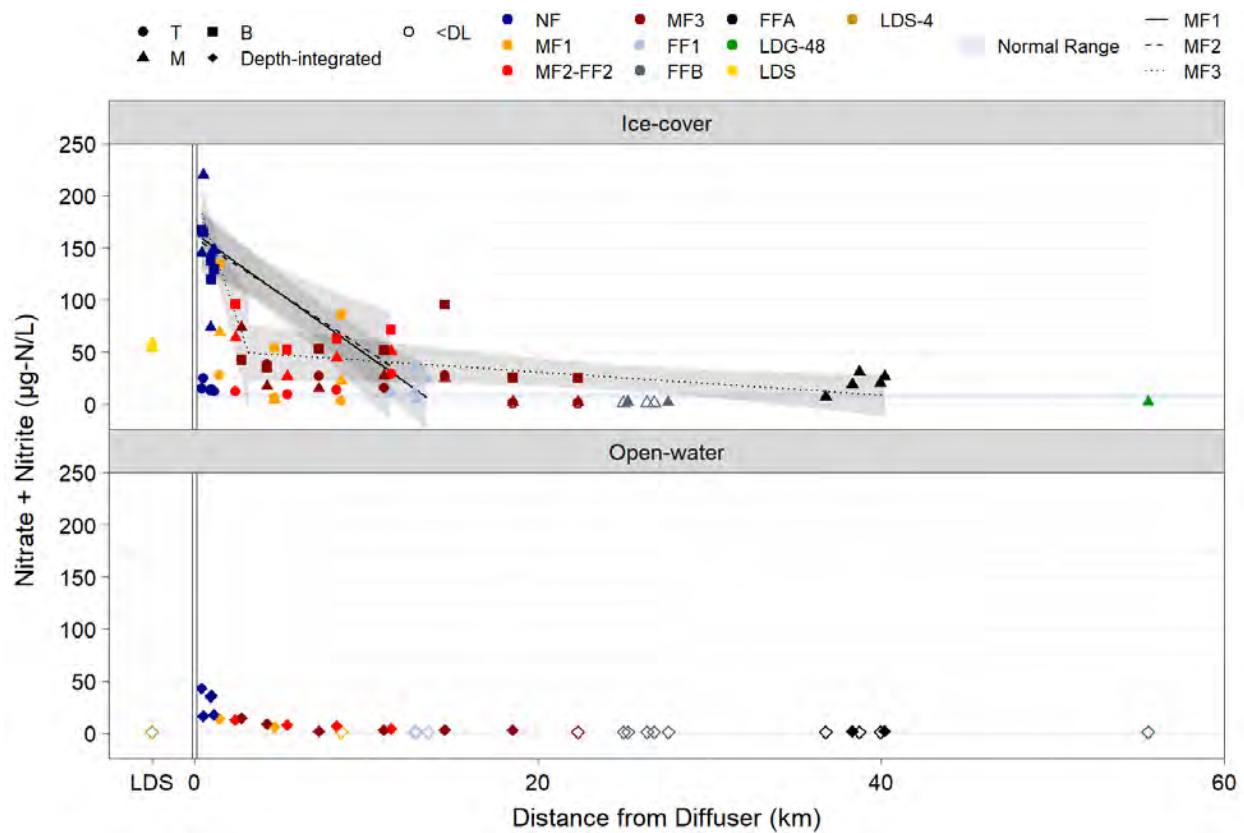 T B <DL NF MF3 FFA LDS-4 MF1
M Depth-integrated MF1 FF1 LDG-48 Normal Range MF2
MF2-FF2 FFB LDS MF3
Ice-cover
250
200
150
100
50
0
Open-water
250
200
150
100
50
0
Nitrate + Nitrite (µg-N/L)
LDS 0 20 40 60
Distance from Diffuser (km)